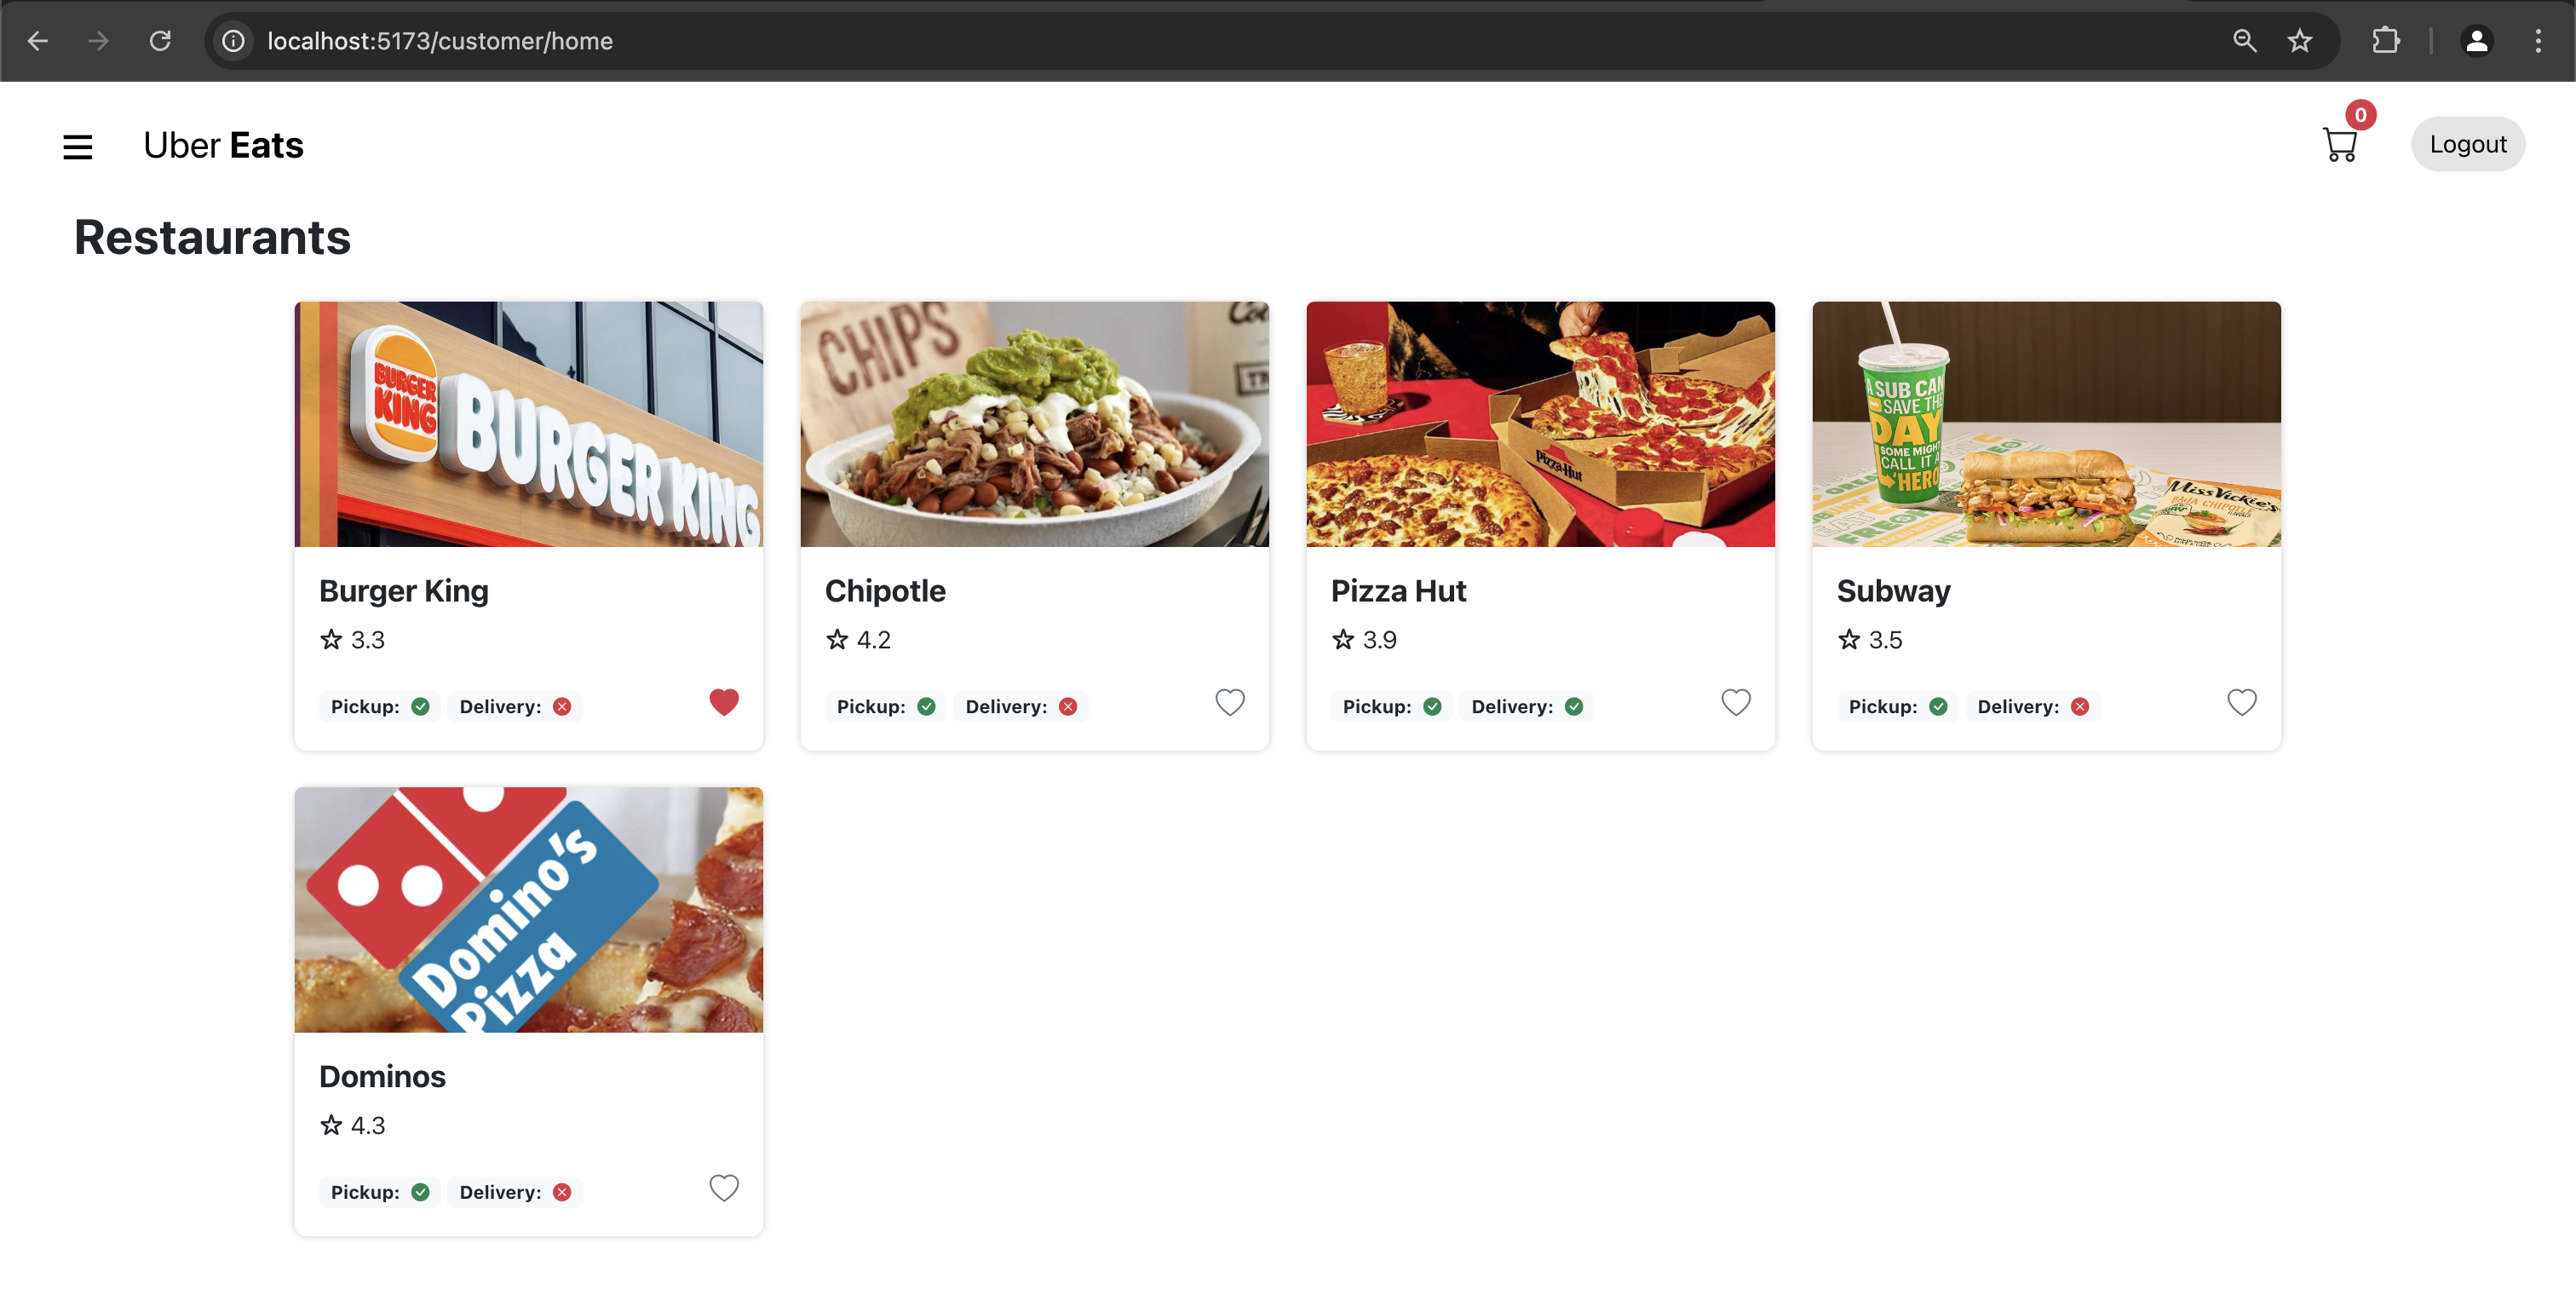 localhost:5173/customer/home
Uber Eats
0
Logout
Restaurants
BURGER
KING
BURGER KING
CHIPS
Pizza Hut
A SUB CAN
SAVE THE
DAY
SOME MIGHT
CALL IT A
HERO
Miss Vickie's
BAJA
CHIPOTLE
Burger King
3.3
Pickup:
Delivery:
Chipotle
4.2
Pickup:
Delivery:
Pizza Hut
3.9
Pickup:
Delivery:
Subway
3.5
Pickup:
Delivery:
Domino's
Pizza
Dominos
4.3
Pickup:
Delivery: